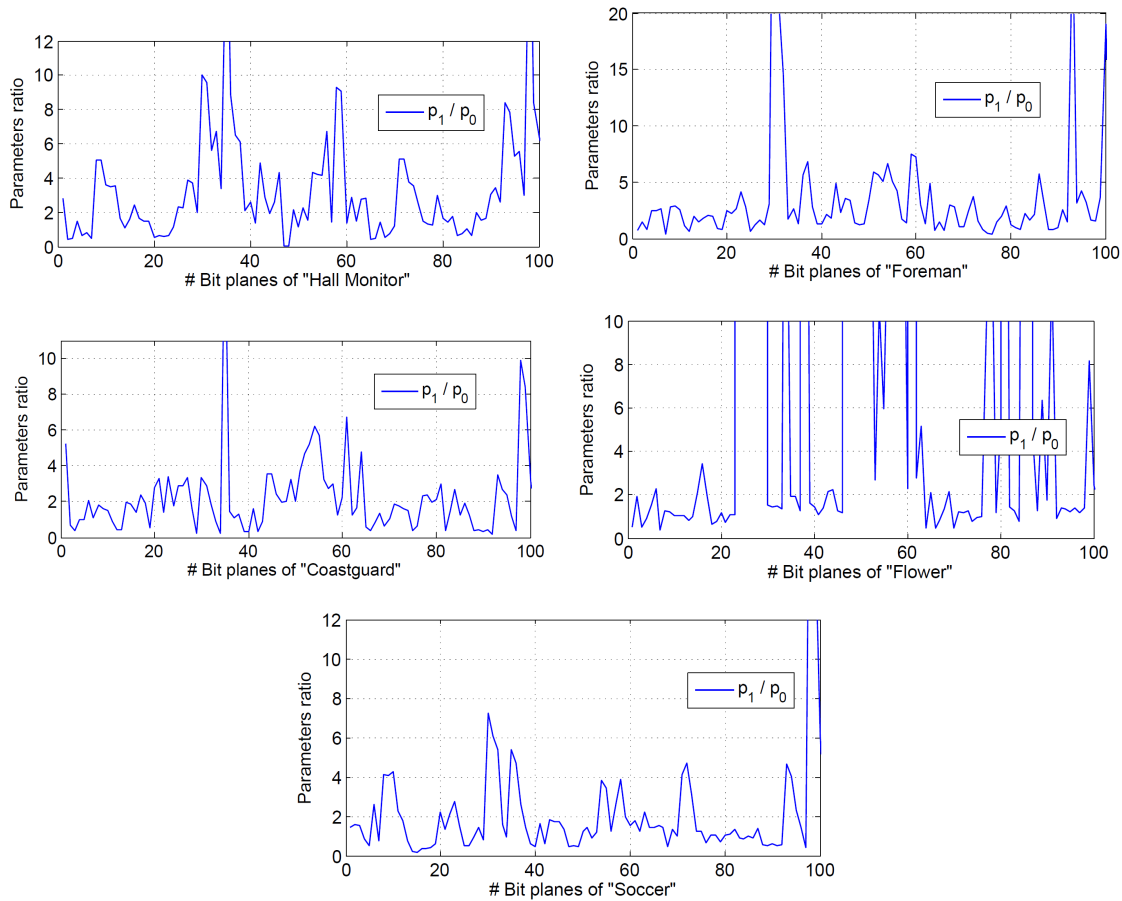 12
10
8
6
4
2
0
Parameters ratio
p1 / p0
0 20 40 60 80 100
# Bit planes of "Hall Monitor"
20
15
10
5
0
Parameters ratio
p1 / p0
0 20 40 60 80 100
# Bit planes of "Foreman"
10
8
6
4
2
0
Parameters ratio
p1 / p0
0 20 40 60 80 100
# Bit planes of "Coastguard"
10
8
6
4
2
0
Parameters ratio
p1 / p0
0 20 40 60 80 100
# Bit planes of "Flower"
12
10
8
6
4
2
0
Parameters ratio
p1 / p0
0 20 40 60 80 100
# Bit planes of "Soccer"